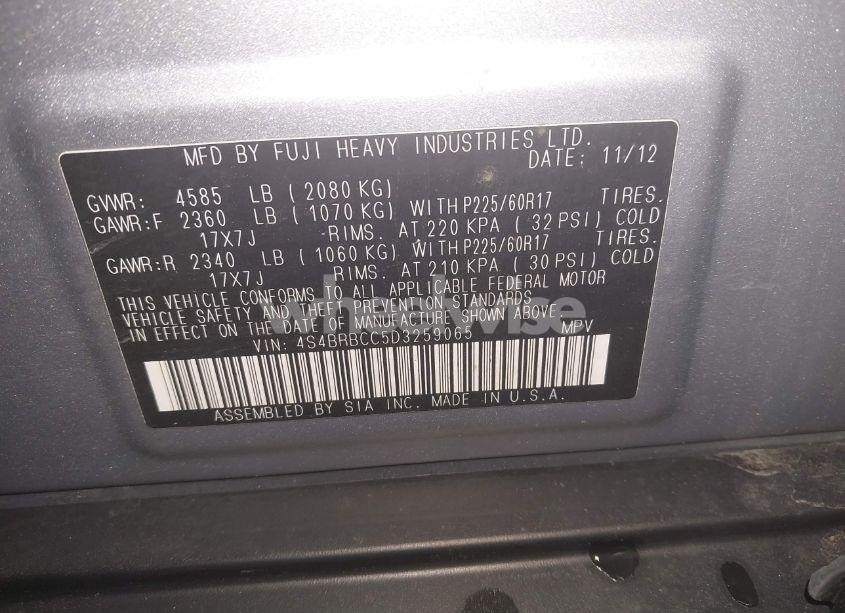 MFD BY FUJI HEAVY INDUSTRIES LTD.
DATE: 11/12
GVWR: 4585 LB (2080 KG)
GAWR:F 2360 LB (1070 KG) WITH P225/60R17 TIRES.
17X7J -RIMS. AT 220 KPA ( 32 PSI) COLD
GAWR:R 2340 LB (1060 KG) WITH P225/60R17 TIRES.
17X7J -RIMS. AT 210 KPA ( 30 PSI) COLD
THIS VEHICLE CONFORMS TO ALL APPLICABLE FEDERAL MOTOR
VEHICLE SAFETY AND THEFT PREVENTION STANDARDS
IN EFFECT ON THE DATE OF MANUFACTURE SHOWN ABOVE.
VIN: 4S4BRBCC5D3259065 MPV
ASSEMBLED BY SIA INC. MADE IN U.S.A.
wheelwise